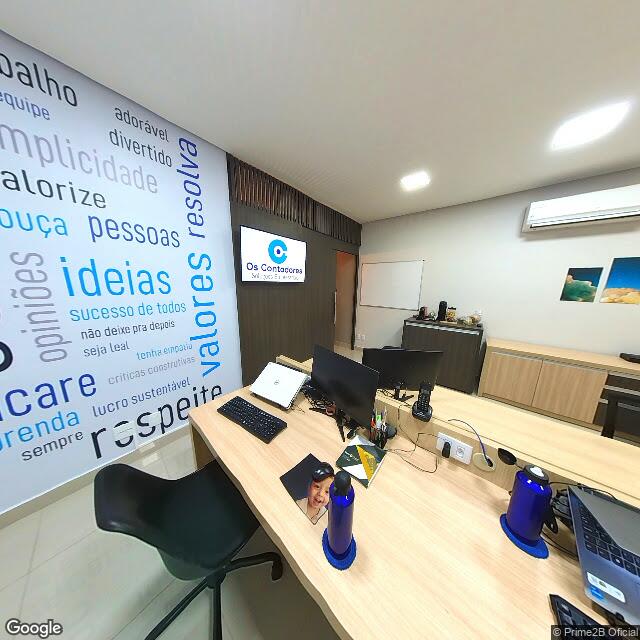 balho
equipe
adorável
divertido
mplicidade
alorize
resolva
ouça
pessoas
opiniões
ideias
valores
sucesso de todos
não deixe pra depois
seja leal
tenha empatia
críticas construtivas
icare
lucro sustentável
prenda
sempre
respeite
Os Contadores
Google
© Prime2B Oficial